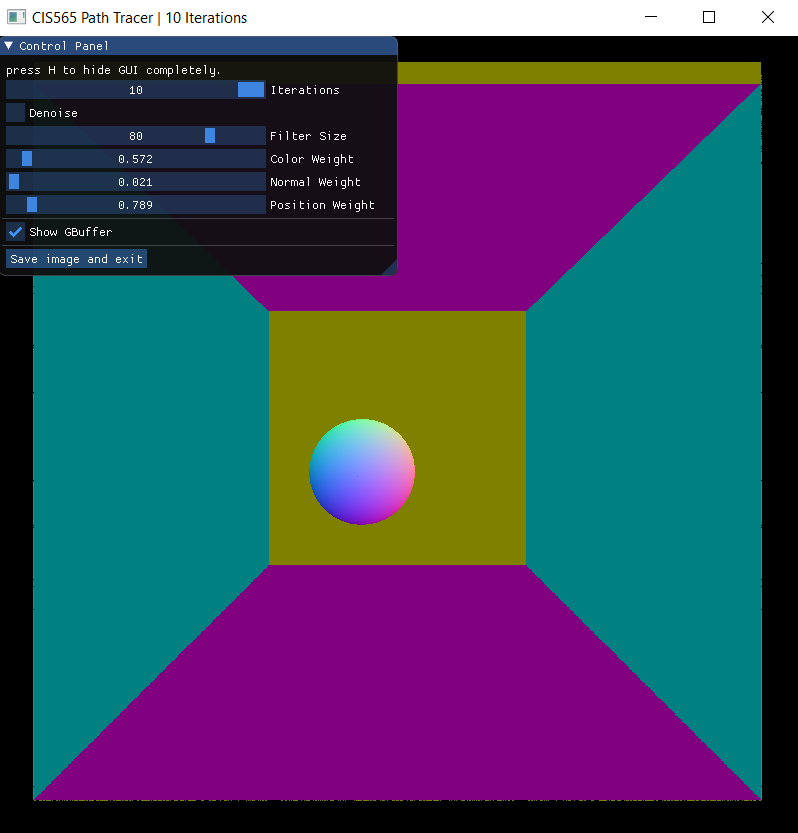 CIS565 Path Tracer | 10 Iterations
Control Panel
press H to hide GUI completely.
10 Iterations
Denoise
80 Filter Size
0.572 Color Weight
0.021 Normal Weight
0.789 Position Weight
Show GBuffer
Save image and exit